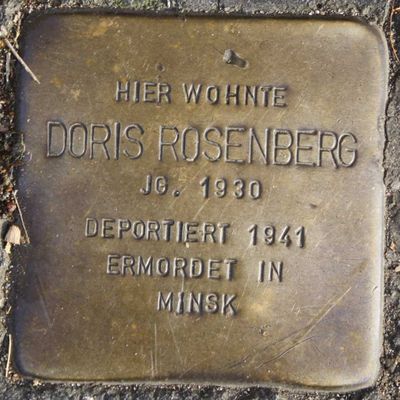 HIER WOHNTE
DORIS ROSENBERG
JG. 1930
DEPORTIERT 1941
ERMORDET IN
MINSK